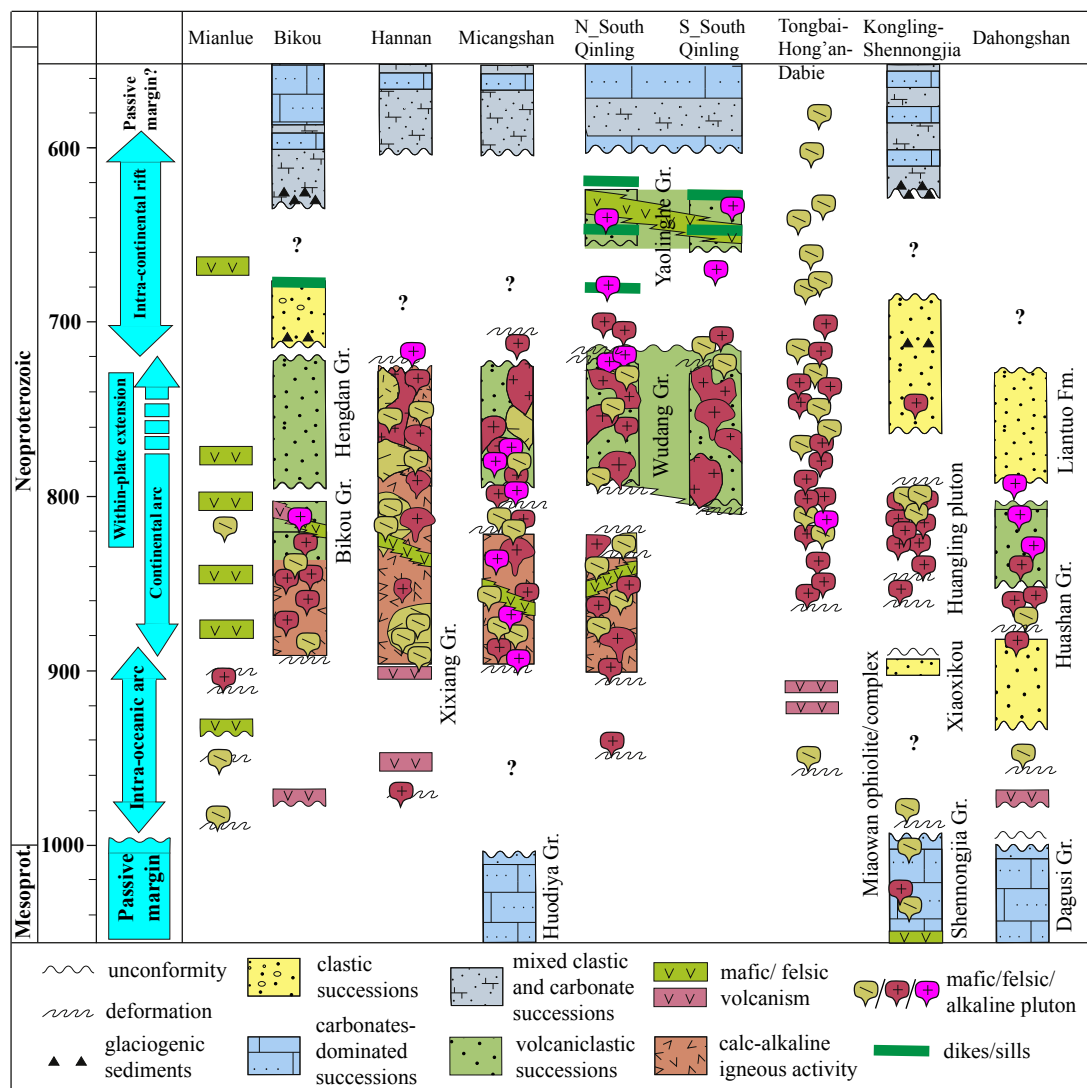 Mianlue
Bikou
Hannan
Micangshan
N_South
Qinling
S_South
Qinling
Tongbai-
Hong'an-
Dabie
Kongling-
Shennongjia
Dahongshan
Neoproterozoic
Mesoprot.
600
700
800
900
1000
Passive
margin?
Intra-continental rift
Within-plate extension
Continental arc
Intra-oceanic arc
Passive
margin
?
?
?
?
?
?
?
?
Hengdan Gr.
Bikou Gr.
Xixiang Gr.
Huodiya Gr.
Yaolinghe Gr.
Wudang Gr.
Huangling pluton
Xiaoxikou
Miaowan ophiolite/complex
Shennongjia Gr.
Liantuo Fm.
Huashan Gr.
Dagusi Gr.
unconformity
deformation
glaciogenic
sediments
clastic
successions
carbonates-
dominated
successions
mixed clastic
and carbonate
successions
volcaniclastic
successions
mafic/ felsic
volcanism
calc-alkaline
igneous activity
mafic/felsic/
alkaline pluton
dikes/sills